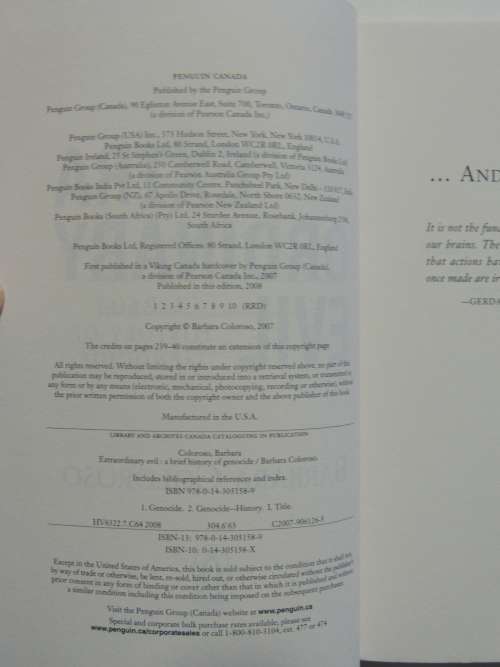 PENGUIN CANADA
Published by the Penguin Group
Penguin Group (Canada), 90 Eglinton Avenue East, Suite 700, Toronto, Ontario, Canada
(a division of Pearson Canada Inc.)
Penguin Group (USA) Inc., 375 Hudson Street, New York, New York 10014, U.S.A.
Penguin Books Ltd, 80 Strand, London WC2R 0RL, England
Penguin Ireland, 25 St Stephen's Green, Dublin 2, Ireland (a division of Penguin Books Ltd)
Penguin Group (Australia), 250 Camberwell Road, Camberwell, Victoria 3124, Australia
(a division of Pearson Australia Group Pty Ltd)
Penguin Books India Pvt Ltd, 11 Community Centre, Panchsheel Park, New Delhi – 110 017, India
Penguin Group (NZ), 67 Apollo Drive, Rosedale, North Shore 0632, New Zealand
(a division of Pearson New Zealand Ltd)
Penguin Books (South Africa) (Pty) Ltd, 24 Sturdee Avenue, Rosebank, Johannesburg 2196,
South Africa
Penguin Books Ltd, Registered Offices: 80 Strand, London WC2R 0RL, England
First published in a Viking Canada hardcover by Penguin Group (Canada),
a division of Pearson Canada Inc., 2007
Published in this edition, 2008
1 2 3 4 5 6 7 8 9 10 (RRD)
Copyright © Barbara Coloroso, 2007
The credits on pages 239–40 constitute an extension of this copyright page.
All rights reserved. Without limiting the rights under copyright reserved above, no part of this
publication may be reproduced, stored in or introduced into a retrieval system, or transmitted in
any form or by any means (electronic, mechanical, photocopying, recording or otherwise), without
the prior written permission of both the copyright owner and the above publisher of this book.
Manufactured in the U.S.A.
LIBRARY AND ARCHIVES CANADA CATALOGUING IN PUBLICATION
Coloroso, Barbara
Extraordinary evil : a brief history of genocide / Barbara Coloroso.
Includes bibliographical references and index.
ISBN 978-0-14-305158-9
1. Genocide. 2. Genocide—History. I. Title.
HV6322.7.C64 2008 304.6'63 C2007-906126-5
ISBN-13: 978-0-14-305158-9
ISBN-10: 0-14-305158-X
Except in the United States of America, this book is sold subject to the condition that it shall not,
by way of trade or otherwise, be lent, re-sold, hired out, or otherwise circulated without the publisher's
prior consent in any form of binding or cover other than that in which it is published and without
a similar condition including this condition being imposed on the subsequent purchaser.
Visit the Penguin Group (Canada) website at www.penguin.ca
Special and corporate bulk purchase rates available; please see
www.penguin.ca/corporatesales or call 1-800-810-3104, ext. 477 or 474
... AND
It is not the
our brains. The
that actions
once made are
—GERDA